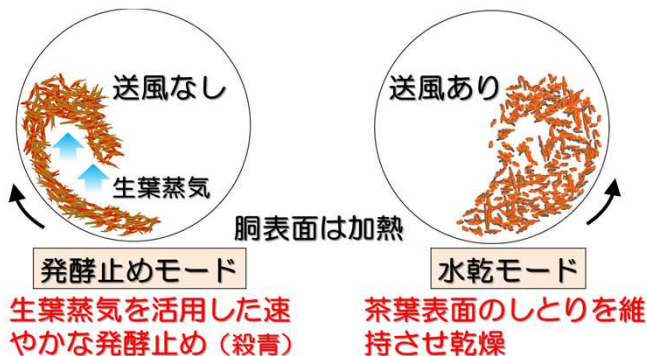 送風なし
生葉蒸気
発酵止めモード
生葉蒸気を活用した速
やかな発酵止め（殺青）
胴表面は加熱
送風あり
水乾モード
茶葉表面のしとりを維
持させ乾燥